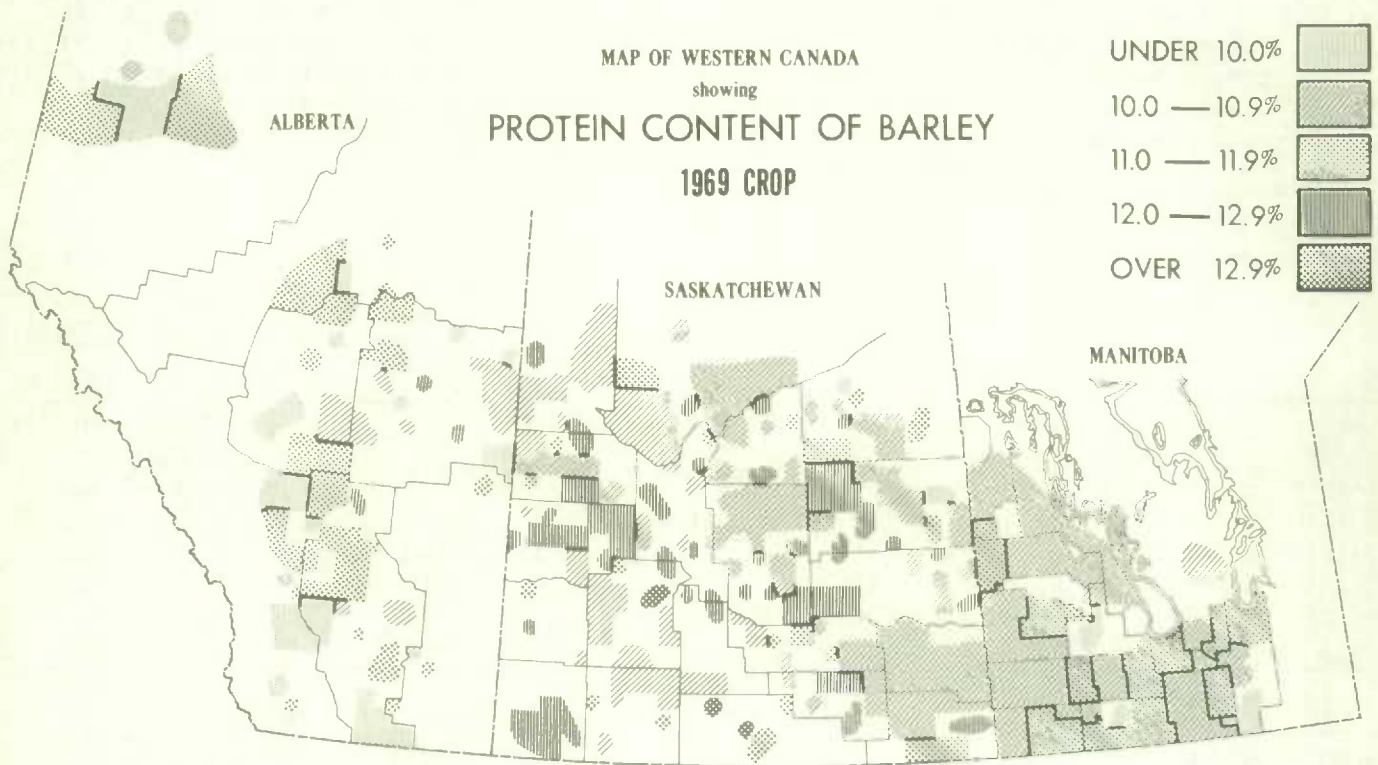 MAP OF WESTERN CANADA
showing
PROTEIN CONTENT OF BARLEY
1969 CROP
UNDER 10.0%
10.0 — 10.9%
11.0 — 11.9%
12.0 — 12.9%
OVER 12.9%
ALBERTA
SASKATCHEWAN
MANITOBA